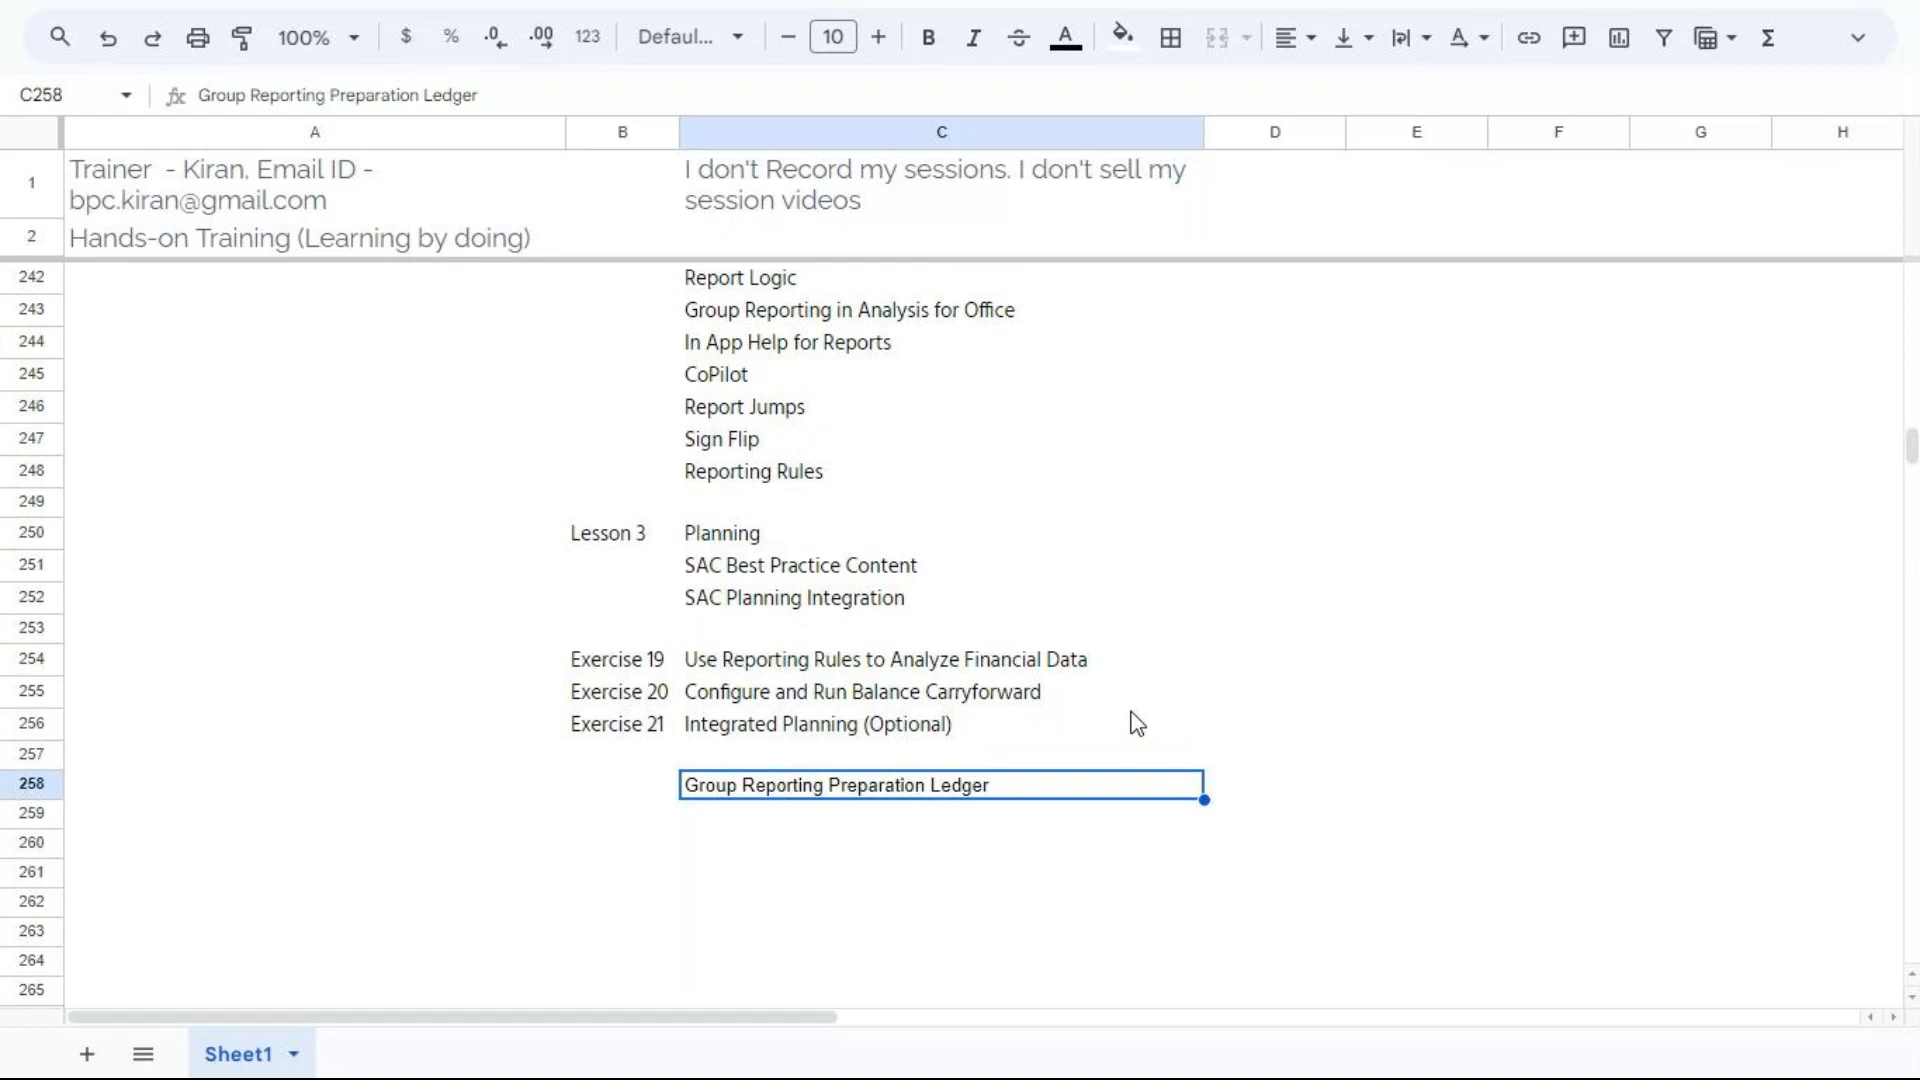 100%
$
%
.0
.00
123
Defaul...
10
B
I
A
C258
fx
Group Reporting Preparation Ledger
A B C D E F G H
1 Trainer - Kiran, Email ID - I don't Record my sessions. I don't sell my
bpc.kiran@gmail.com session videos
2 Hands-on Training (Learning by doing)
242 Report Logic
243 Group Reporting in Analysis for Office
244 In App Help for Reports
245 CoPilot
246 Report Jumps
247 Sign Flip
248 Reporting Rules
249
250 Lesson 3 Planning
251 SAC Best Practice Content
252 SAC Planning Integration
253
254 Exercise 19 Use Reporting Rules to Analyze Financial Data
255 Exercise 20 Configure and Run Balance Carryforward
256 Exercise 21 Integrated Planning (Optional)
257
258 Group Reporting Preparation Ledger
259
260
261
262
263
264
265
Sheet1